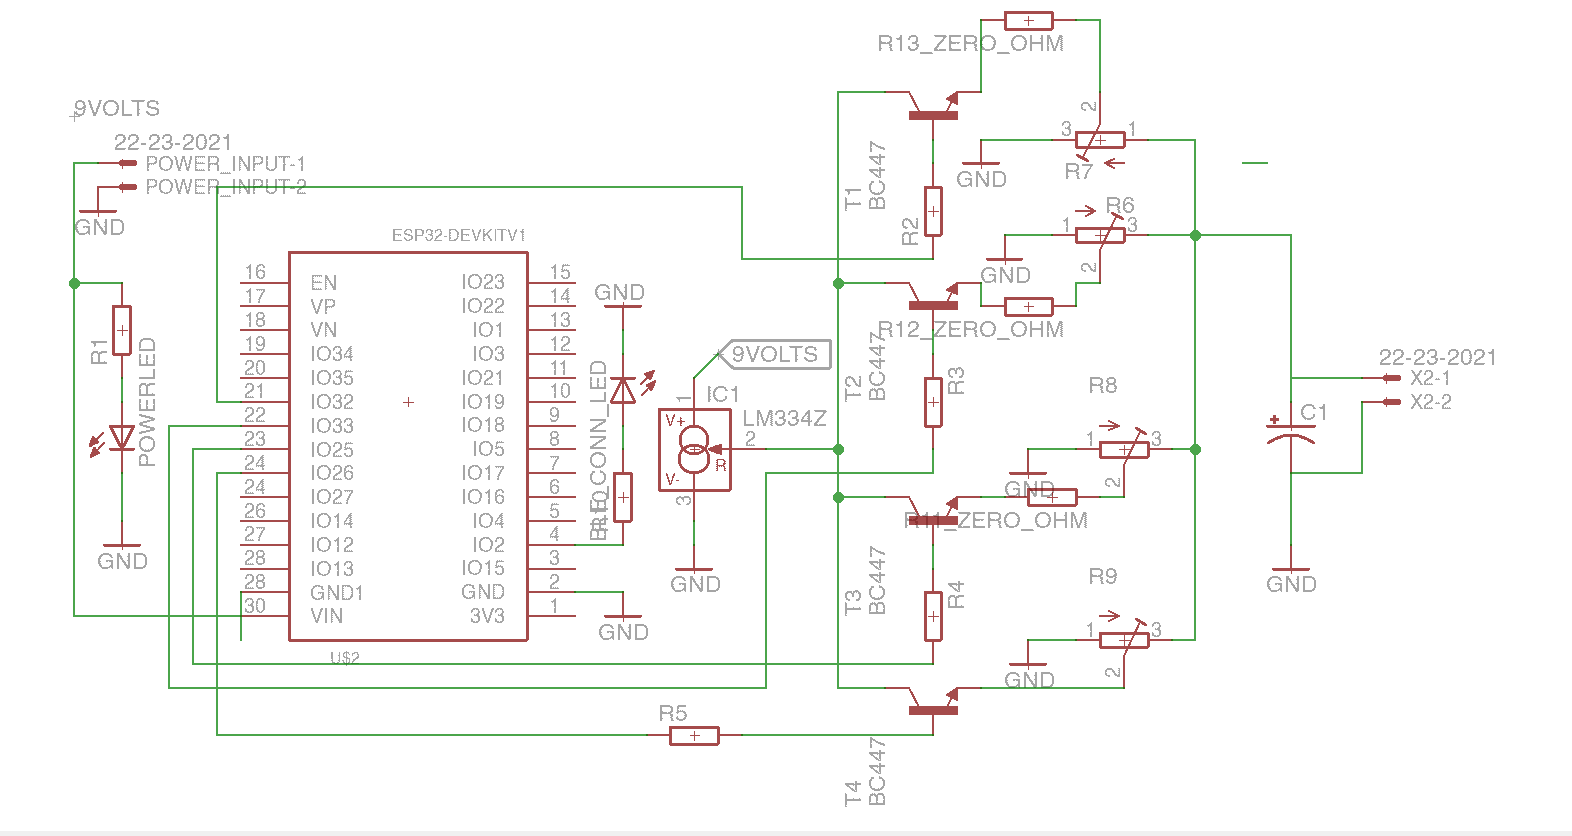 R13_ZERO_OHM
9VOLTS
22-23-2021
POWER_INPUT-1
POWER_INPUT-2
GND
T1
BC447
R2
3
2
1
R7
GND
R6
1
3
2
GND
ESP32-DEVKITV1
16 EN IO23 15
17 VP IO22 14
18 VN IO1 13
19 IO34 IO3 12
20 IO35 IO21 11
21 IO32 IO19 10
22 IO33 IO18 9
23 IO25 IO5 8
24 IO26 IO17 7
24 IO27 IO16 6
26 IO14 IO4 5
27 IO12 IO2 4
28 IO13 IO15 3
28 GND1 GND 2
30 VIN 3V3 1
U$2
R1
POWERLED
GND
GND
GND
9VOLTS
IC1
LM334Z
1
V+
2
R
V-
3
GND
R12_ZERO_OHM
T2
BC447
R3
R8
1
3
2
GND
R11_ZERO_OHM
22-23-2021
X2-1
X2-2
C1
GND
T3
BC447
R4
R9
1
3
2
GND
R5
T4
BC447